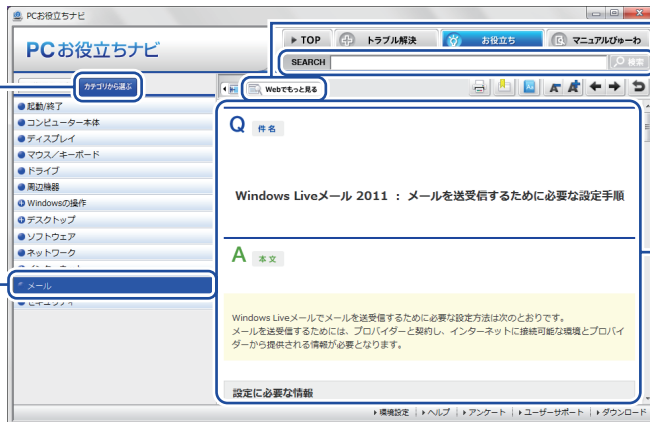 PCお役立ちナビ
PCお役立ちナビ
TOP
トラブル解決
お役立ち
マニュアルびゅーわ
SEARCH
検索
カテゴリから選ぶ
Webでもっと見る
起動/終了
コンピューター本体
ディスプレイ
マウス/キーボード
ドライブ
周辺機器
Windowsの操作
デスクトップ
ソフトウェア
ネットワーク
メール
セキュリティ
Q 件名
Windows Liveメール 2011 : メールを送受信するために必要な設定手順
A 本文
Windows Liveメールでメールを送受信するために必要な設定方法は次のとおりです。
メールを送受信するためには、プロバイダーと契約し、インターネットに接続可能な環境とプロバイ
ダーから提供される情報が必要となります。
設定に必要な情報
環境設定 ヘルプ アンケート ユーザーサポート ダウンロード